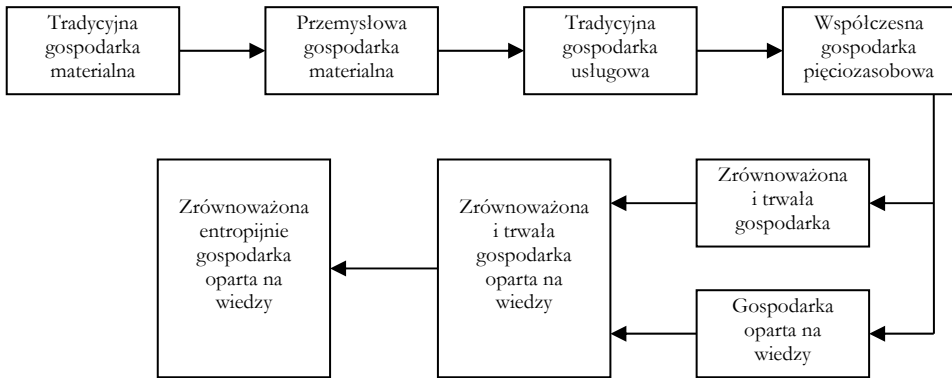 Tradycyjna
gospodarka
materialna
Przemysłowa
gospodarka
materialna
Tradycyjna
gospodarka
usługowa
Współczesna
gospodarka
pięciozasobowa
Zrównoważona
i trwała
gospodarka
Gospodarka
oparta na
wiedzy
Zrównoważona
i trwała
gospodarka
oparta na
wiedzy
Zrównoważona
entropijnie
gospodarka
oparta na
wiedzy